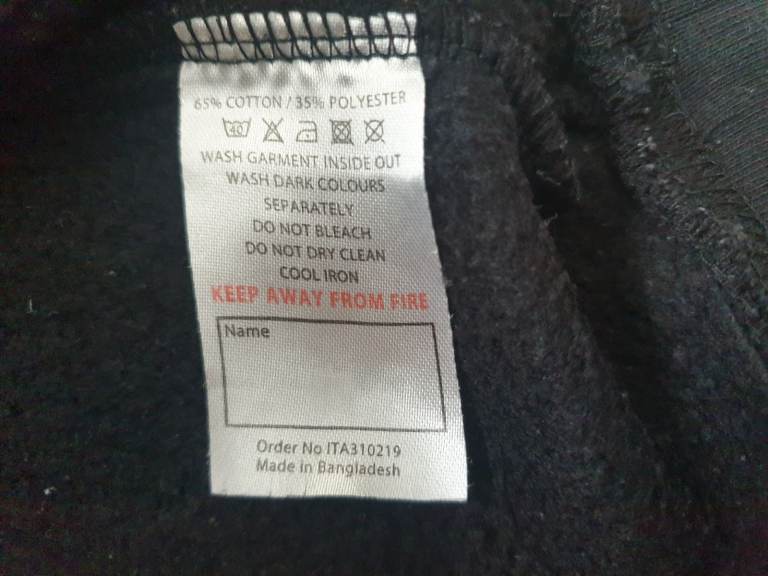 65% COTTON / 35% POLYESTER
40
WASH GARMENT INSIDE OUT
WASH DARK COLOURS
SEPARATELY
DO NOT BLEACH
DO NOT DRY CLEAN
COOL IRON
KEEP AWAY FROM FIRE
Name
Order No ITA310219
Made in Bangladesh